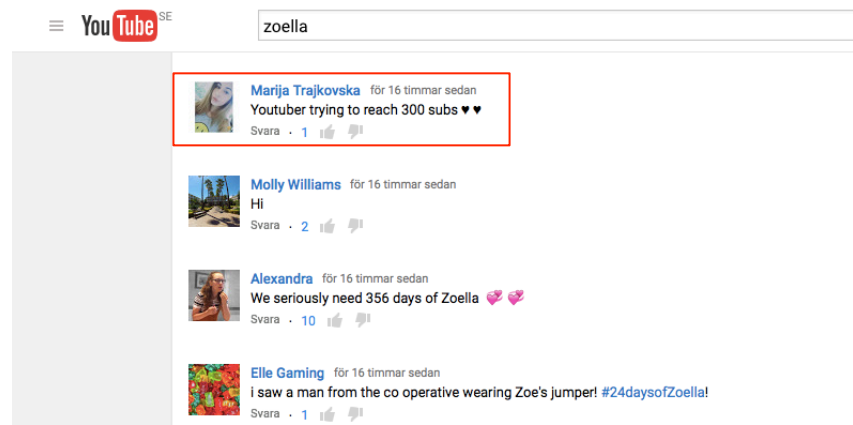 YouTube SE
zoella
Marija Trajkovska för 16 timmar sedan
Youtuber trying to reach 300 subs ♥ ♥
Svara · 1
Molly Williams för 16 timmar sedan
Hi
Svara · 2
Alexandra för 16 timmar sedan
We seriously need 356 days of Zoella 💞 💞
Svara · 10
Elle Gaming för 16 timmar sedan
i saw a man from the co operative wearing Zoe's jumper! #24daysofZoella!
Svara · 1